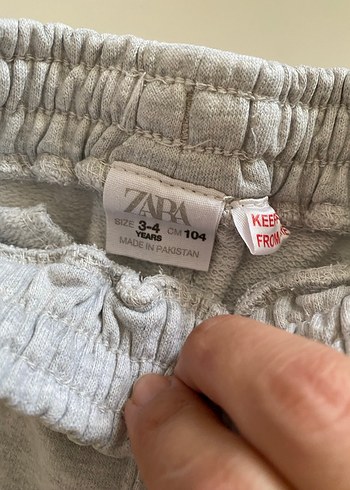 ZARA
SIZE 3-4 CM 104
YEARS
MADE IN PAKISTAN
KEEP
FROM